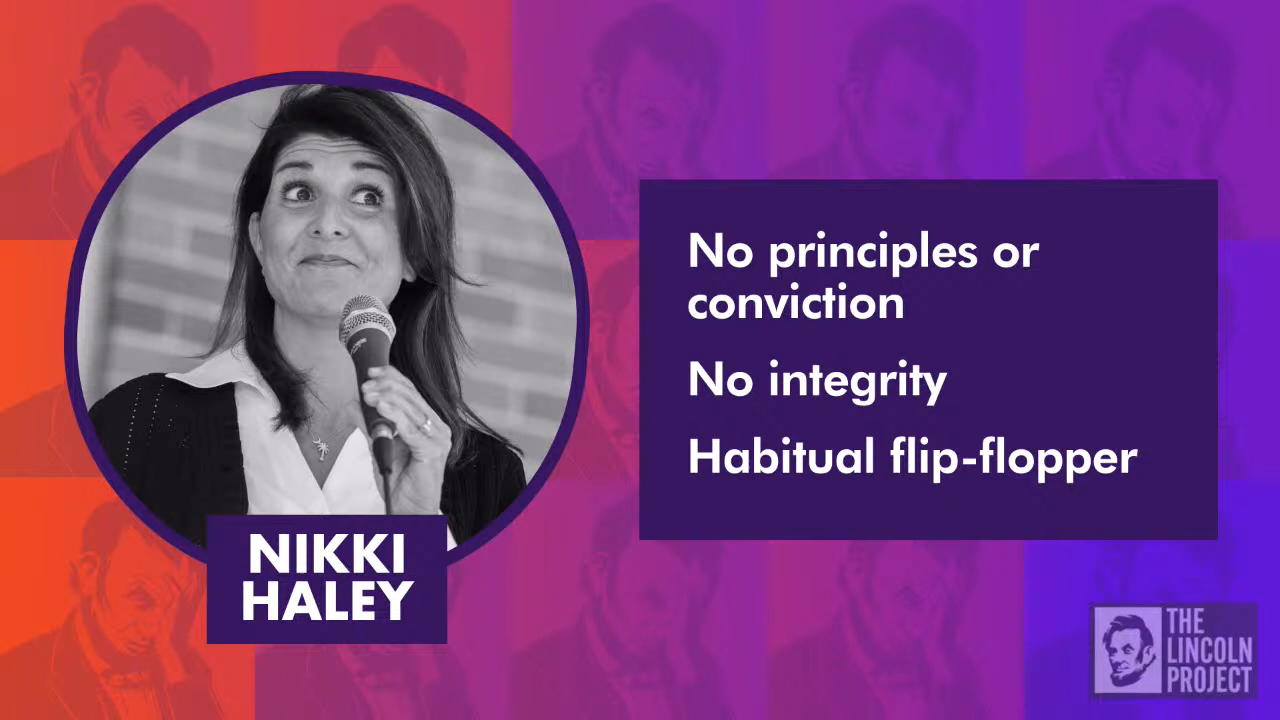 NIKKI
HALEY
No principles or
conviction
No integrity
Habitual flip-flopper
THE
LINCOLN
PROJECT